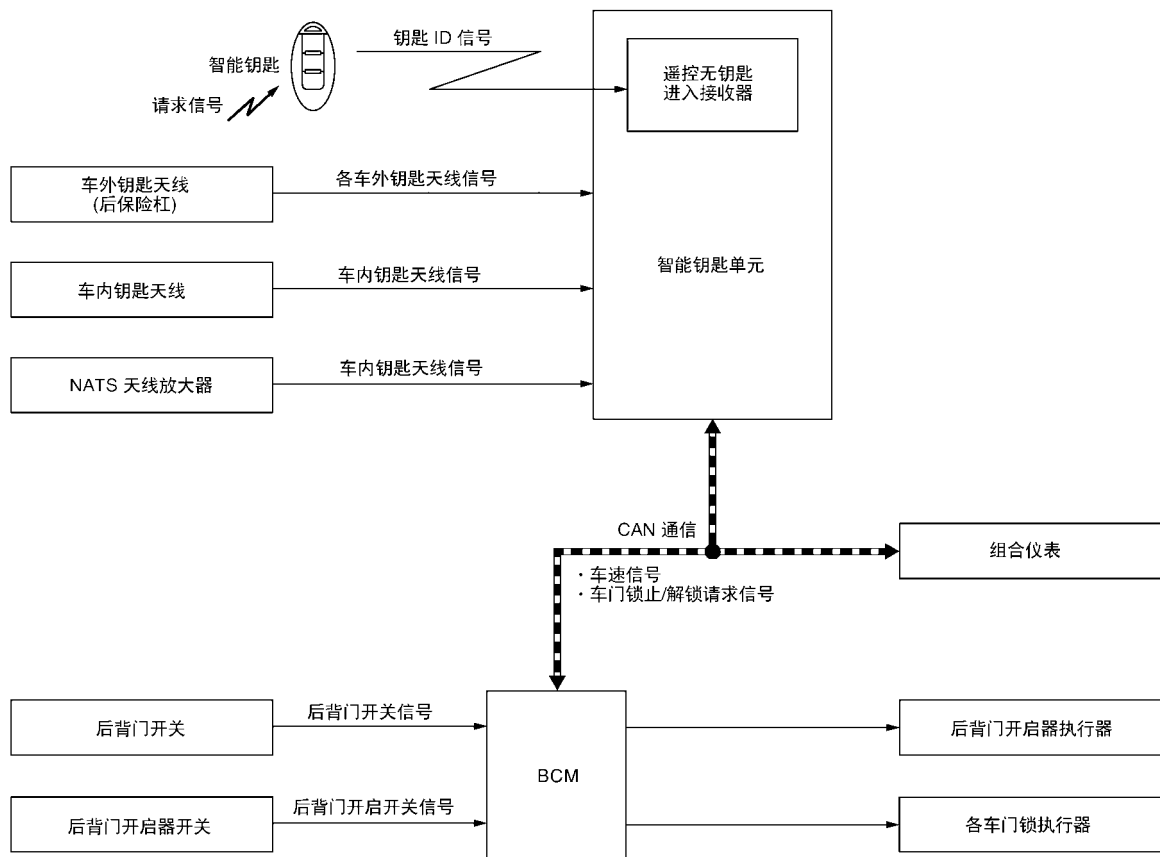 钥匙 ID 信号
智能钥匙
请求信号
遥控无钥匙
进入接收器
车外钥匙天线
(后保险杠)
各车外钥匙天线信号
智能钥匙单元
车内钥匙天线
车内钥匙天线信号
NATS 天线放大器
车内钥匙天线信号
CAN 通信
·车速信号
·车门锁止/解锁请求信号
组合仪表
后背门开关
后背门开关信号
BCM
后背门开启器执行器
后背门开启器开关
后背门开启开关信号
各车门锁执行器